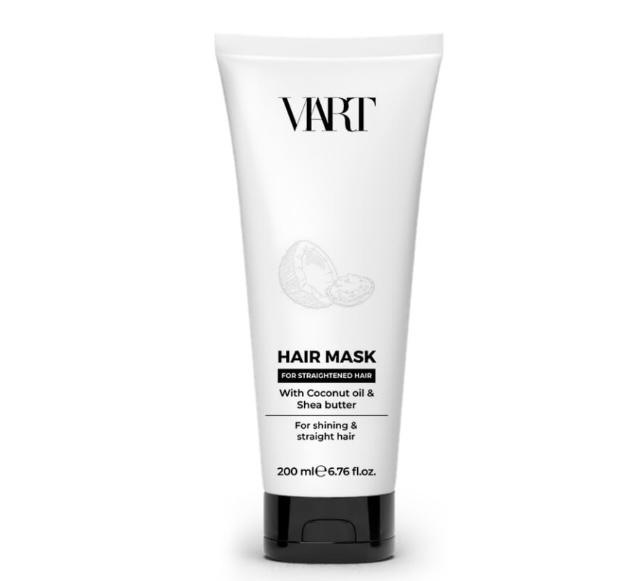 VIART
HAIR MASK
FOR STRAIGHTENED HAIR
With Coconut oil &
Shea butter
For shining &
straight hair
200 ml℮6.76 fl.oz.